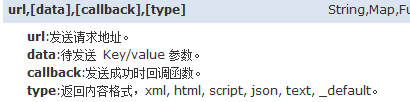 url,[data],[callback],[type] String,Map,Fu
url:发送请求地址。
data:待发送 Key/value 参数。
callback:发送成功时回调函数。
type:返回内容格式，xml, html, script, json, text, _default。